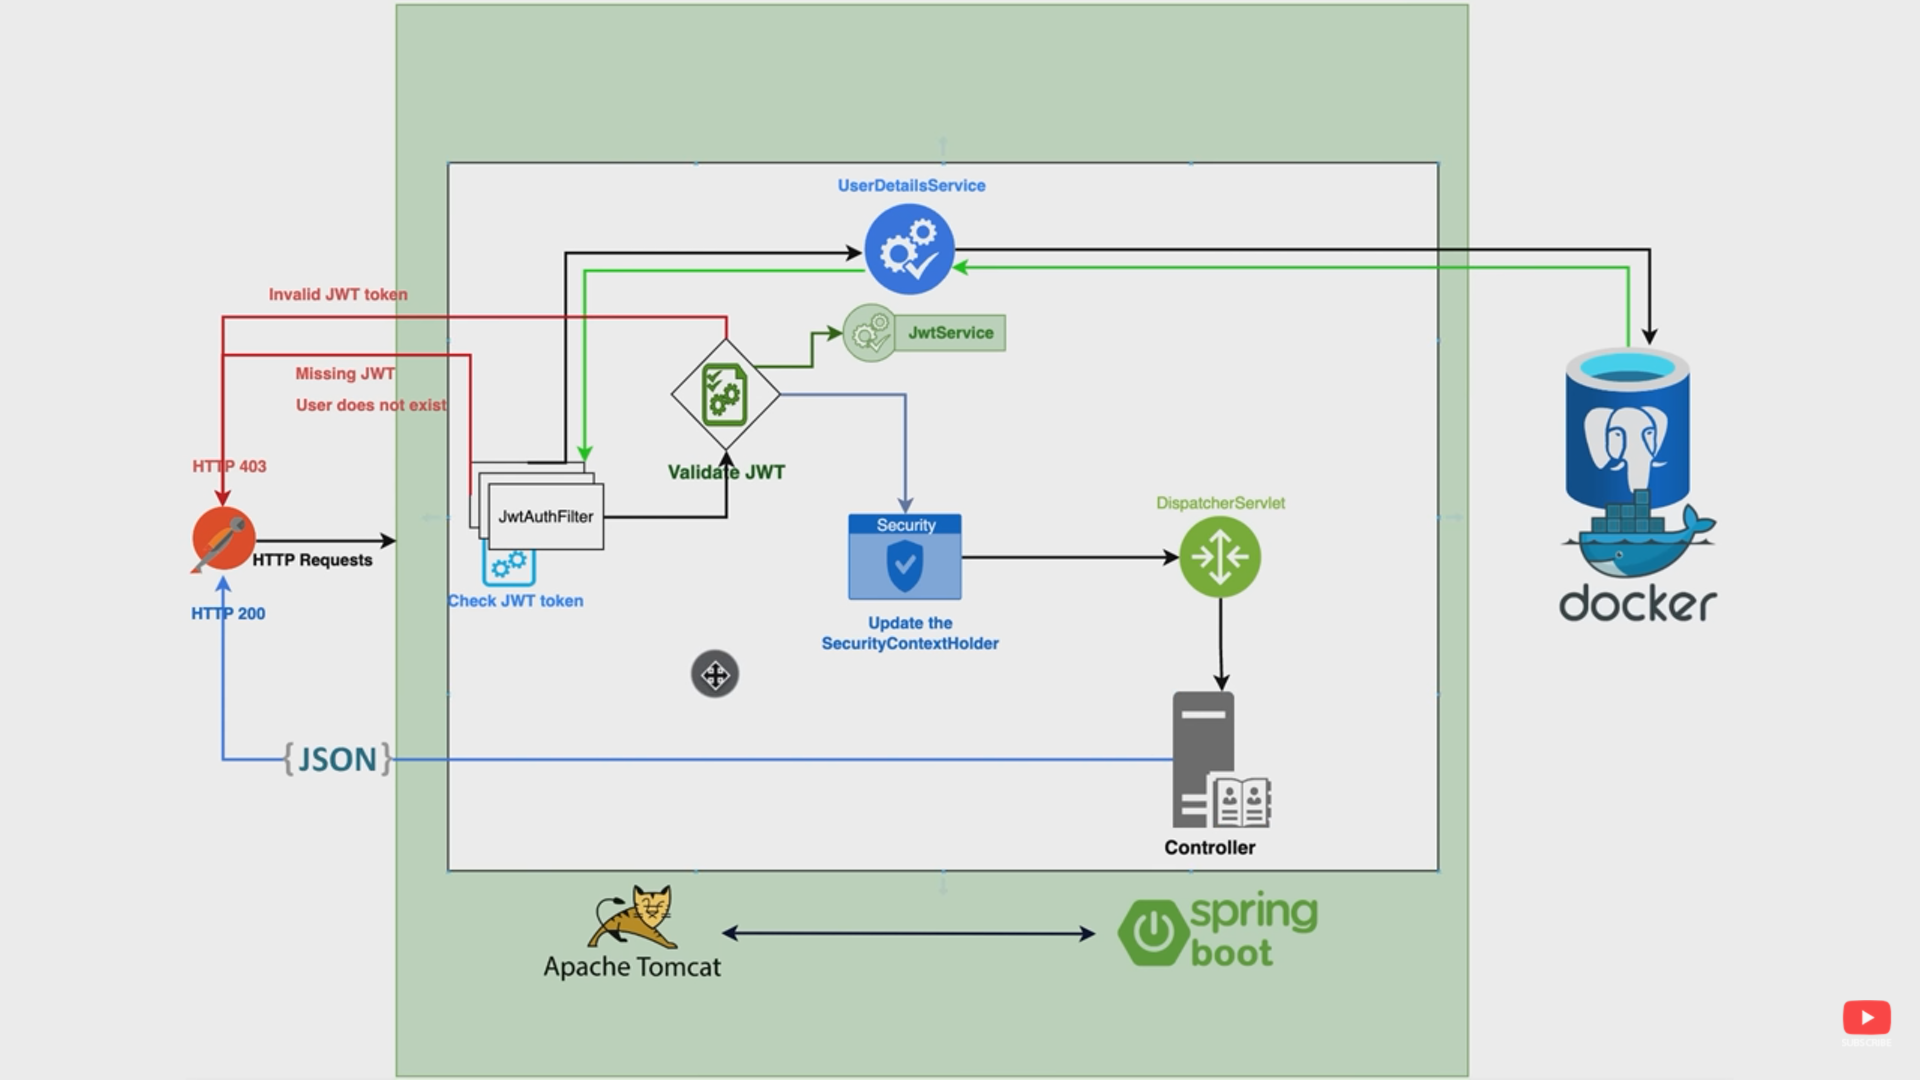 UserDetailsService
Invalid JWT token
JwtService
Missing JWT
User does not exist
HTTP 403
Validate JWT
JwtAuthFilter
Security
DispatcherServlet
HTTP Requests
Check JWT token
HTTP 200
Update the
SecurityContextHolder
docker
{JSON}
Controller
Apache Tomcat
spring
boot
SUBSCRIBE